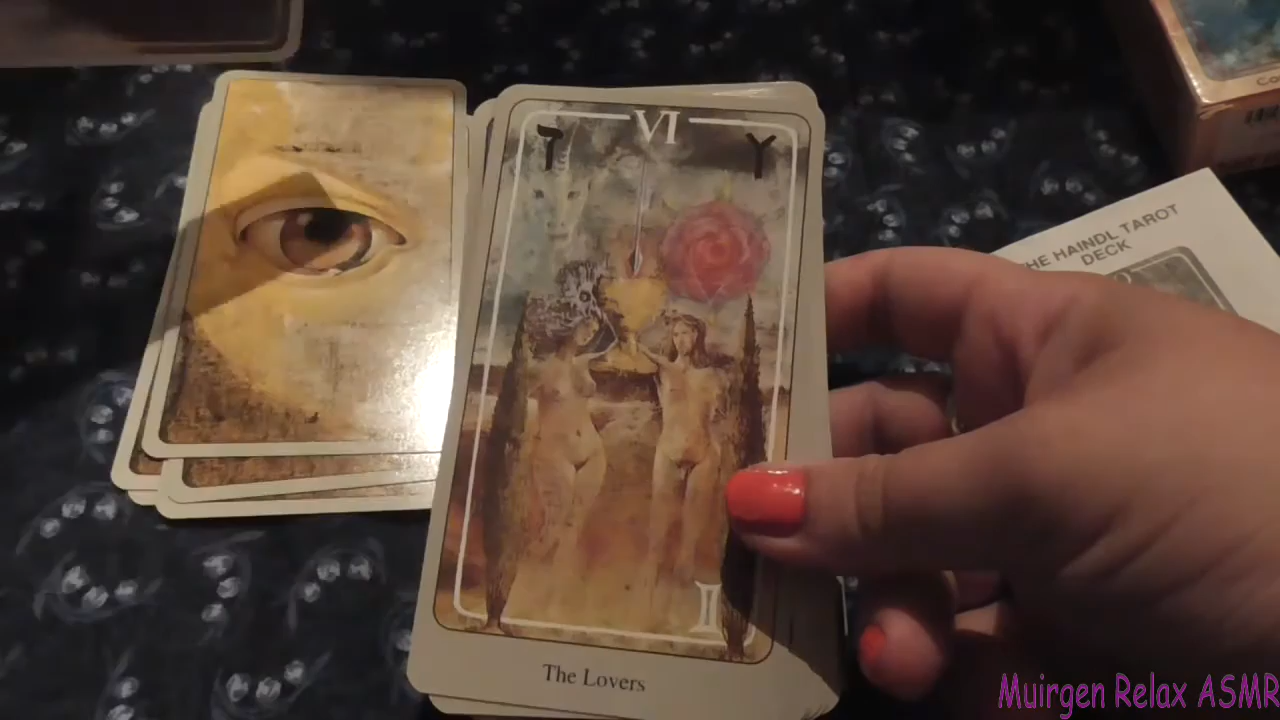 VI
ד
The Lovers
THE HAINDL TAROT
DECK
Muirgen Relax ASMR